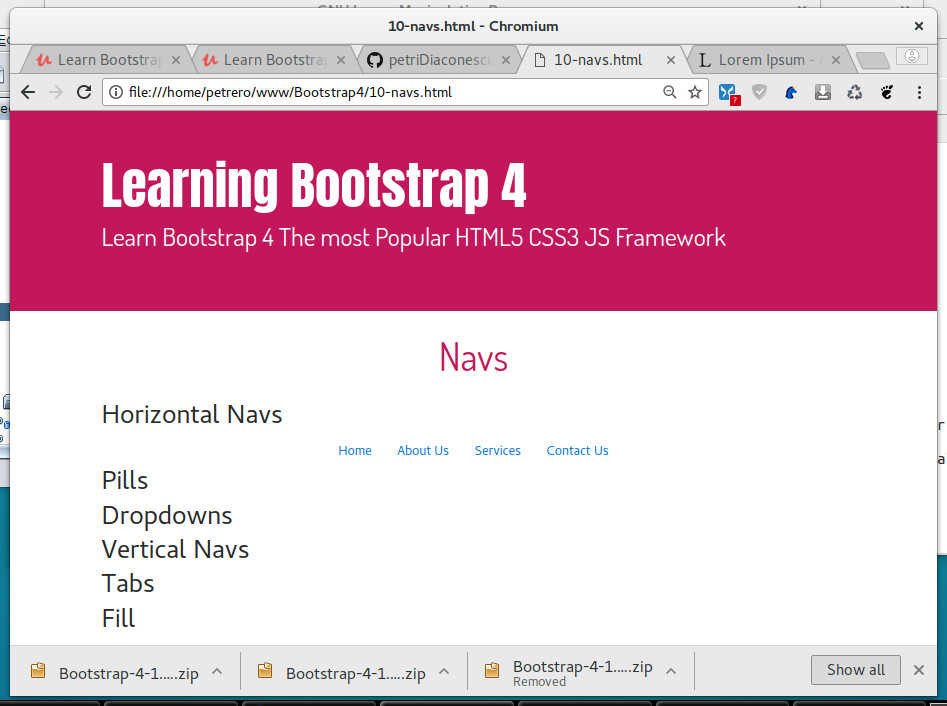 10-navs.html - Chromium
Learn Bootstra
Learn Bootstrap
petriDiaconescu
10-navs.html
Lorem Ipsum -
file:///home/petrero/www/Bootstrap4/10-navs.html
Learning Bootstrap 4
Learn Bootstrap 4 The most Popular HTML5 CSS3 JS Framework
Navs
Horizontal Navs
Home About Us Services Contact Us
Pills
Dropdowns
Vertical Navs
Tabs
Fill
Bootstrap-4-1.....zip
Bootstrap-4-1.....zip
Bootstrap-4-1.....zip
Removed
Show all